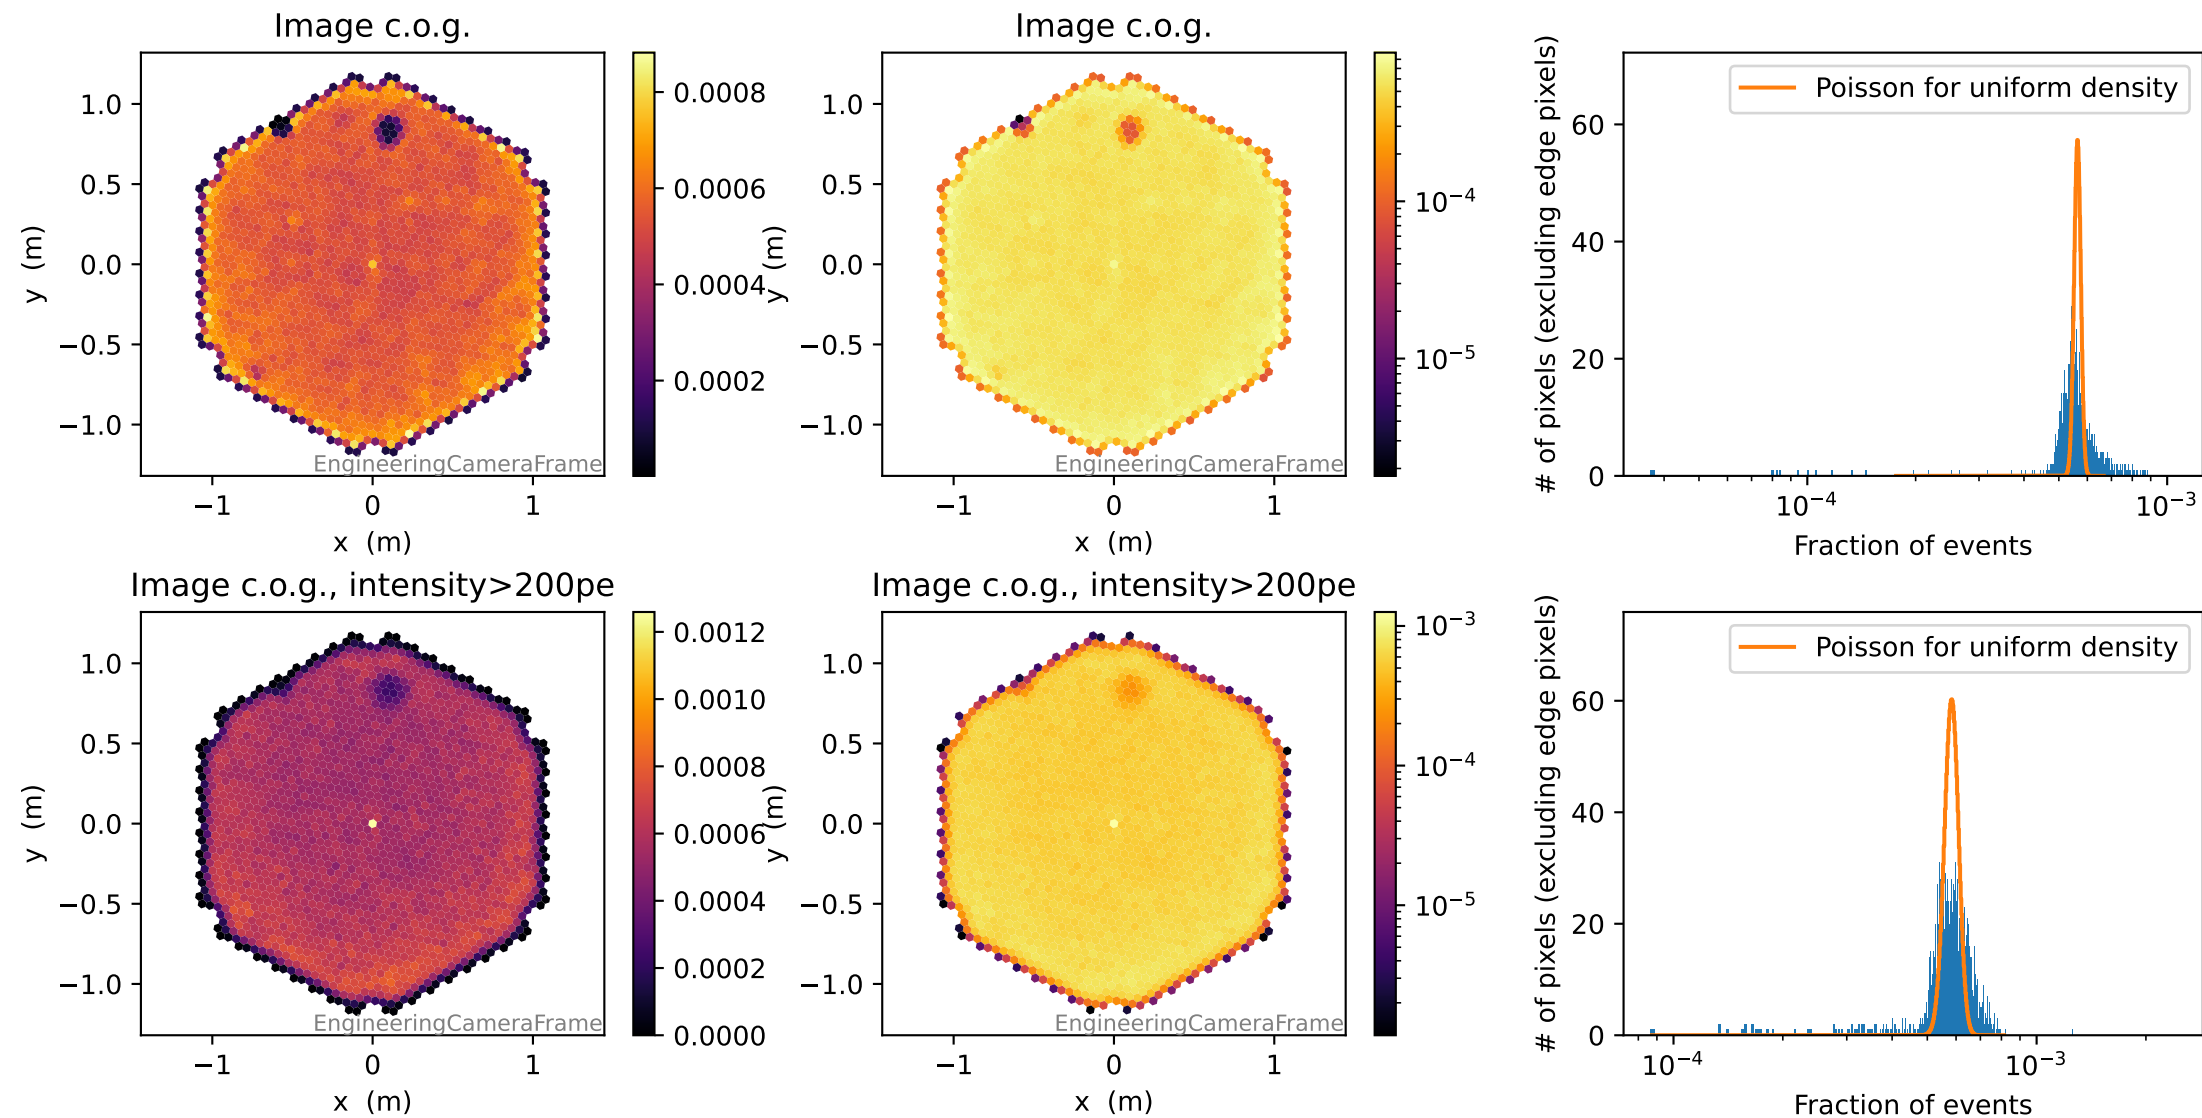 Image c.o.g.
1.0
0.5
0.0
−0.5
−1.0
y (m)
−1
0
1
x (m)
EngineeringCameraFrame
0.0008
0.0006
0.0004
0.0002
Image c.o.g.
1.0
0.5
0.0
−0.5
−1.0
y (m)
−1
0
1
x (m)
EngineeringCameraFrame
10⁻⁴
10⁻⁵
# of pixels (excluding edge pixels)
60
40
20
0
Poisson for uniform density
10⁻⁴
10⁻³
Fraction of events
Image c.o.g., intensity>200pe
1.0
0.5
0.0
−0.5
−1.0
y (m)
−1
0
1
x (m)
EngineeringCameraFrame
0.0012
0.0010
0.0008
0.0006
0.0004
0.0002
0.0000
Image c.o.g., intensity>200pe
1.0
0.5
0.0
−0.5
−1.0
y (m)
−1
0
1
x (m)
EngineeringCameraFrame
10⁻³
10⁻⁴
10⁻⁵
# of pixels (excluding edge pixels)
60
40
20
0
Poisson for uniform density
10⁻⁴
10⁻³
Fraction of events